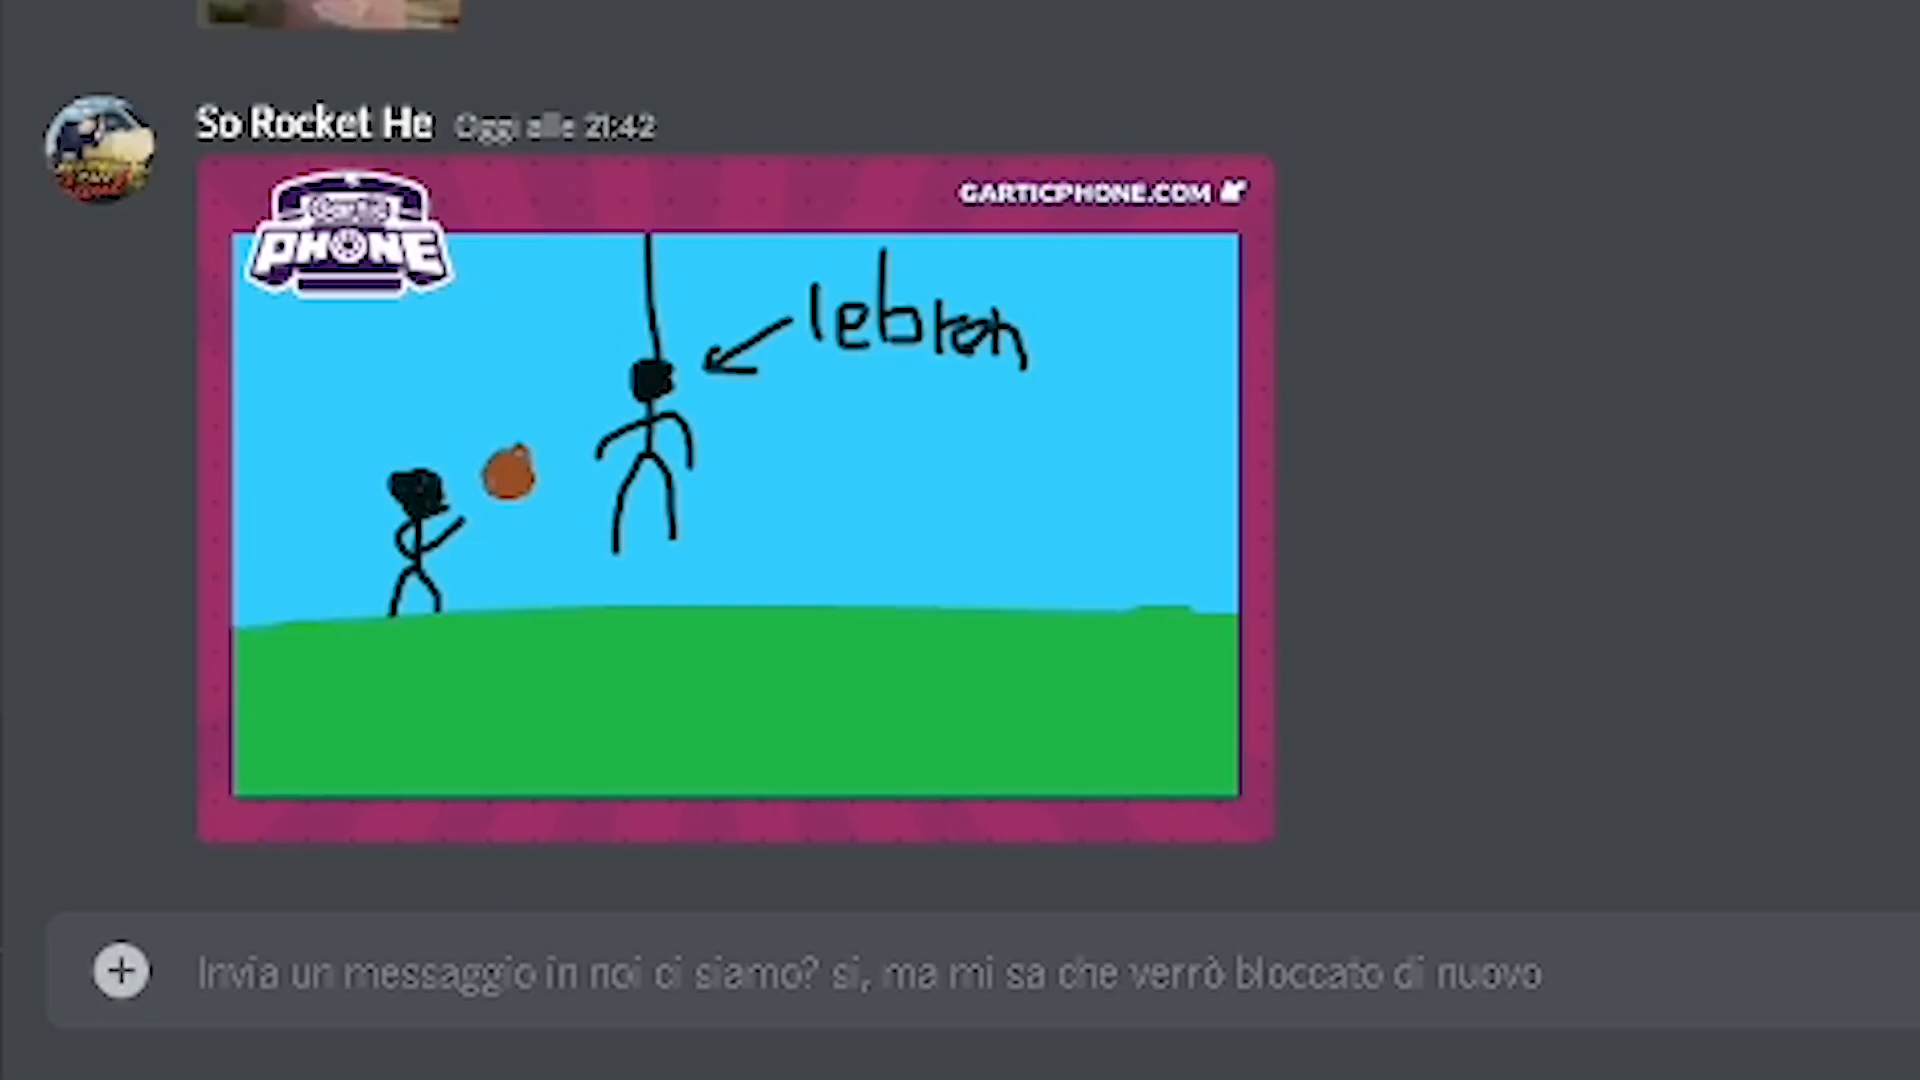 So Rocket He Oggi alle 21:42
Gartic
PHONE
GARTICPHONE.COM
lebron
Invia un messaggio in noi ci siamo? si, ma mi sa che verrò bloccato di nuovo